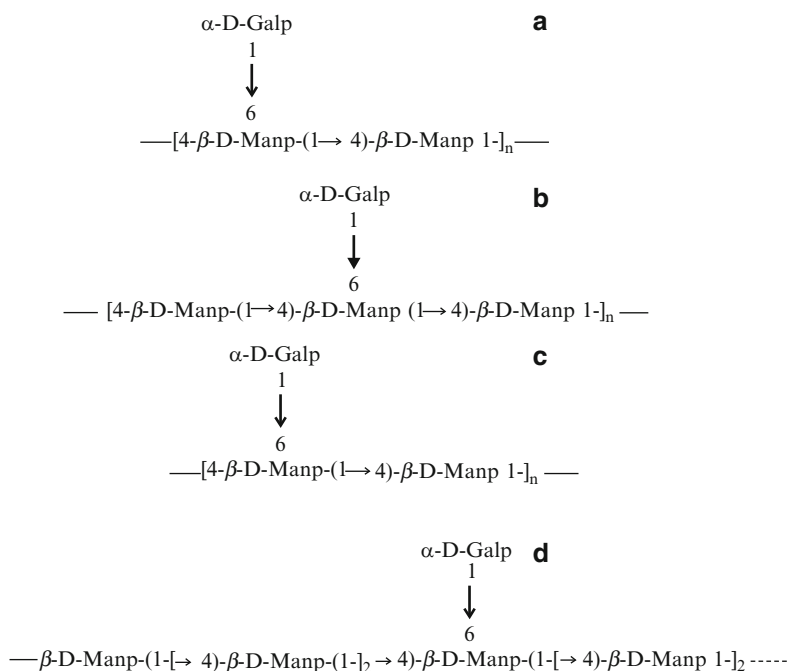 α-D-Galp a
1
6
—[4-β-D-Manp-(1→ 4)-β-D-Manp 1-]n—
α-D-Galp b
1
6
— [4-β-D-Manp-(1→4)-β-D-Manp (1→ 4)-β-D-Manp 1-]n —
α-D-Galp c
1
6
—[4-β-D-Manp-(1→ 4)-β-D-Manp 1-]n —
α-D-Galp d
1
6
—β-D-Manp-(1-[→ 4)-β-D-Manp-(1-]2 → 4)-β-D-Manp-(1-[→ 4)-β-D-Manp 1-]2 -----